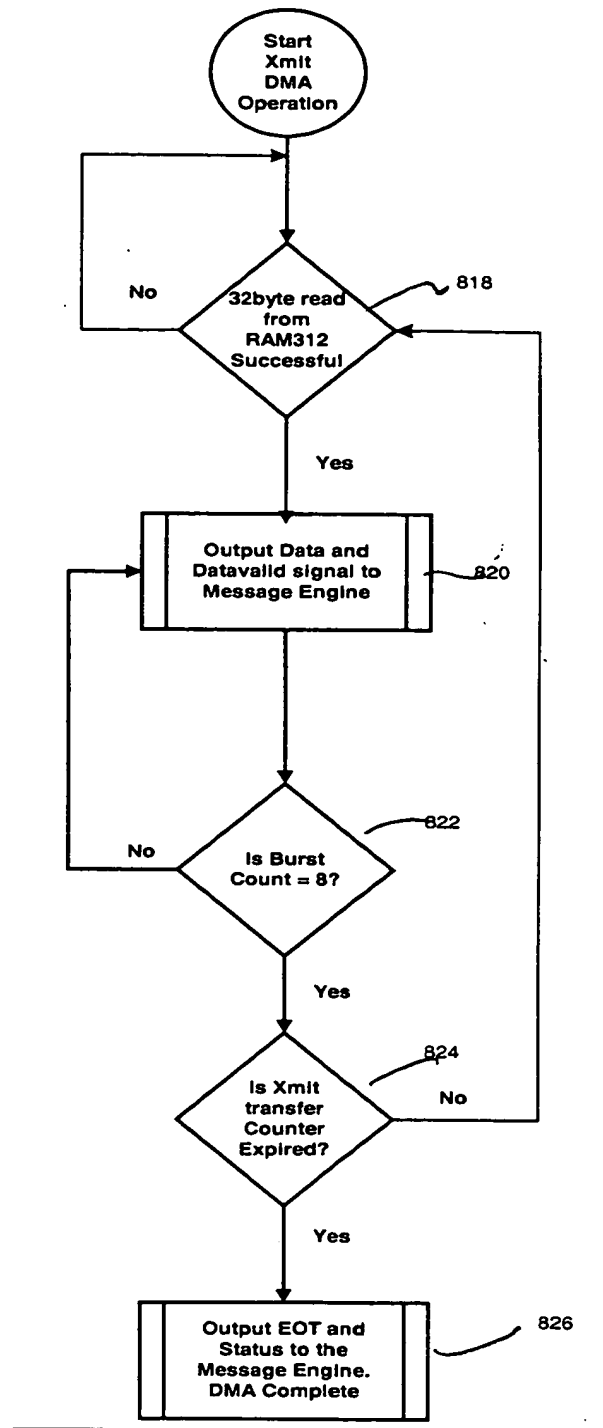 Start
Xmit
DMA
Operation
No
818
32byte read
from
RAM312
Successful
Yes
Output Data and
Datavalid signal to
Message Engine
820
822
No
Is Burst
Count = 8?
Yes
824
Is Xmit
transfer
Counter
Expired?
No
Yes
Output EOT and
Status to the
Message Engine.
DMA Complete
826